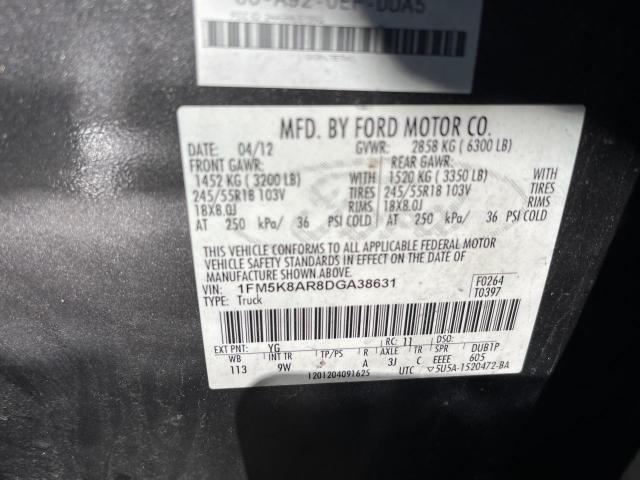 MFD. BY FORD MOTOR CO.
DATE: 04/12 GVWR: 2858 KG ( 6300 LB)
FRONT GAWR: REAR GAWR:
1452 KG ( 3200 LB) WITH 1520 KG ( 3350 LB) WITH
245/55R18 103V TIRES 245/55R18 103V TIRES
18X8.0J RIMS 18X8.0J RIMS
AT 250 kPa/ 36 PSI COLD AT 250 kPa/ 36 PSI COLD
THIS VEHICLE CONFORMS TO ALL APPLICABLE FEDERAL MOTOR
VEHICLE SAFETY STANDARDS IN EFFECT ON THE DATE OF
MANUFACTURE SHOWN ABOVE.
VIN: 1FM5K8AR8DGA38631 F0264
TYPE: Truck T0397
EXT PNT: YG RC: 11 DSO:
WB INT TR TP/PS R AXLE TR SPR DUB1P
113 9W A 3J C EEEE 605
1201204091625 UTC ▽5U5A-1520472-BA